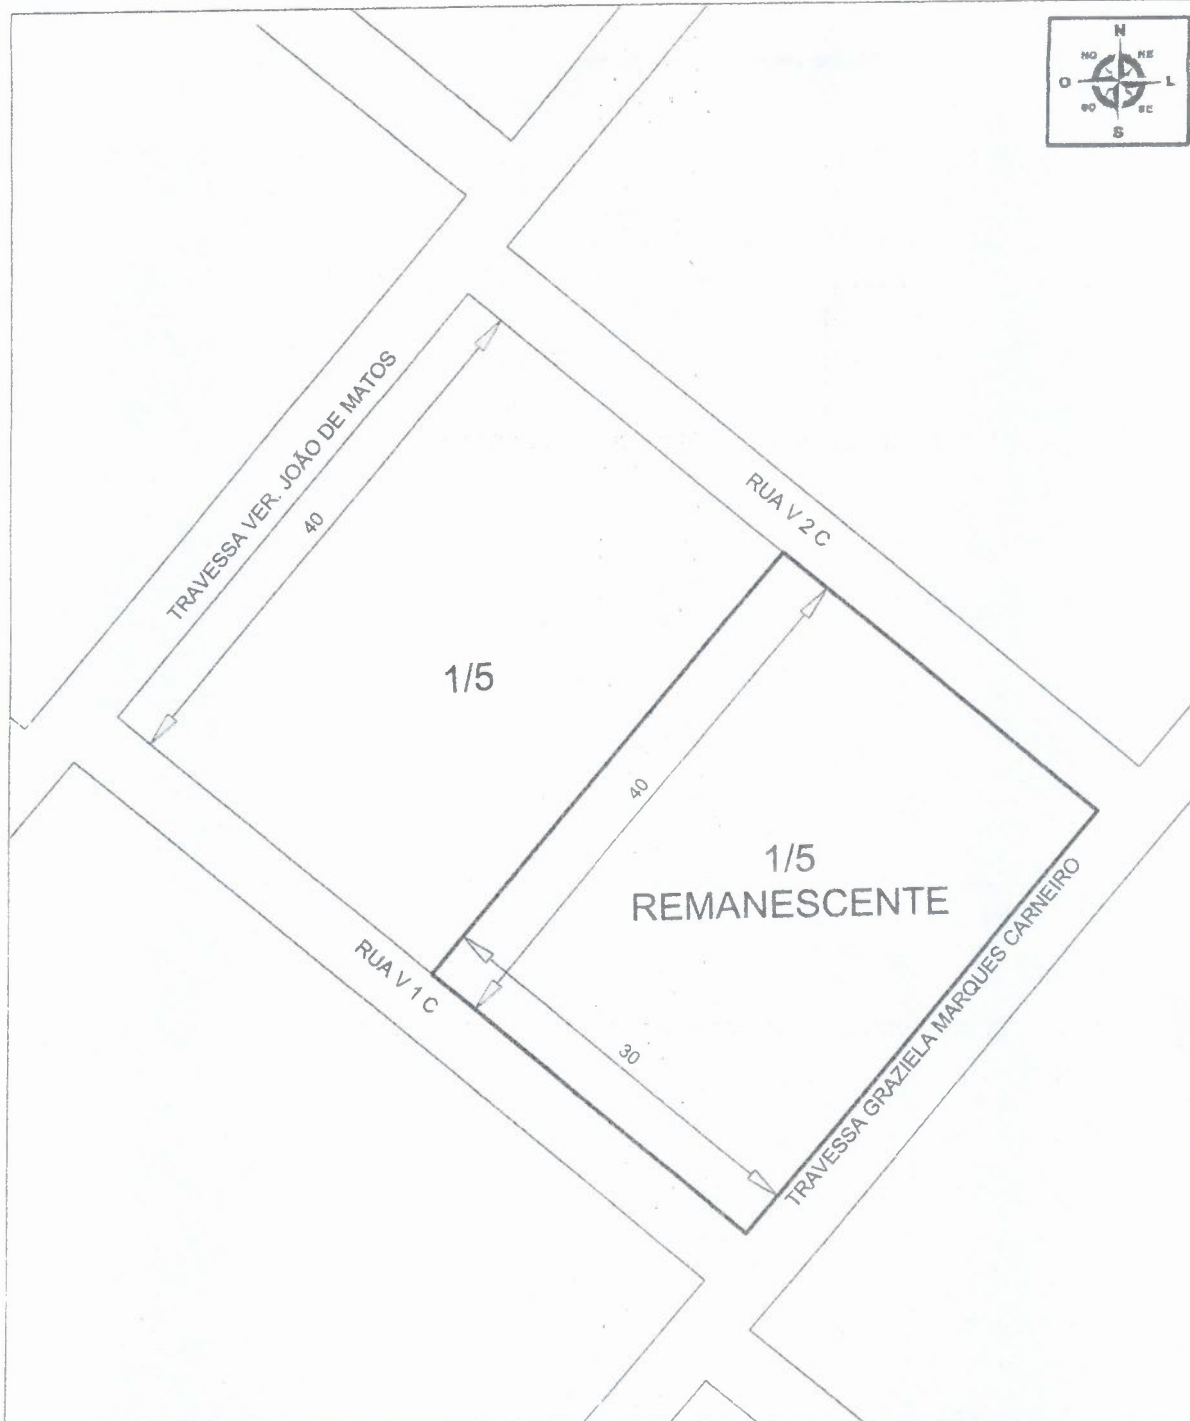 N
NO NE
O L
SO SE
S
TRAVESSA VER. JOÃO DE MATOS
40
RUA V 2 C
1/5
40
1/5
REMANESCENTE
RUA V 1 C
30
TRAVESSA GRAZIELA MARQUES CARNEIRO